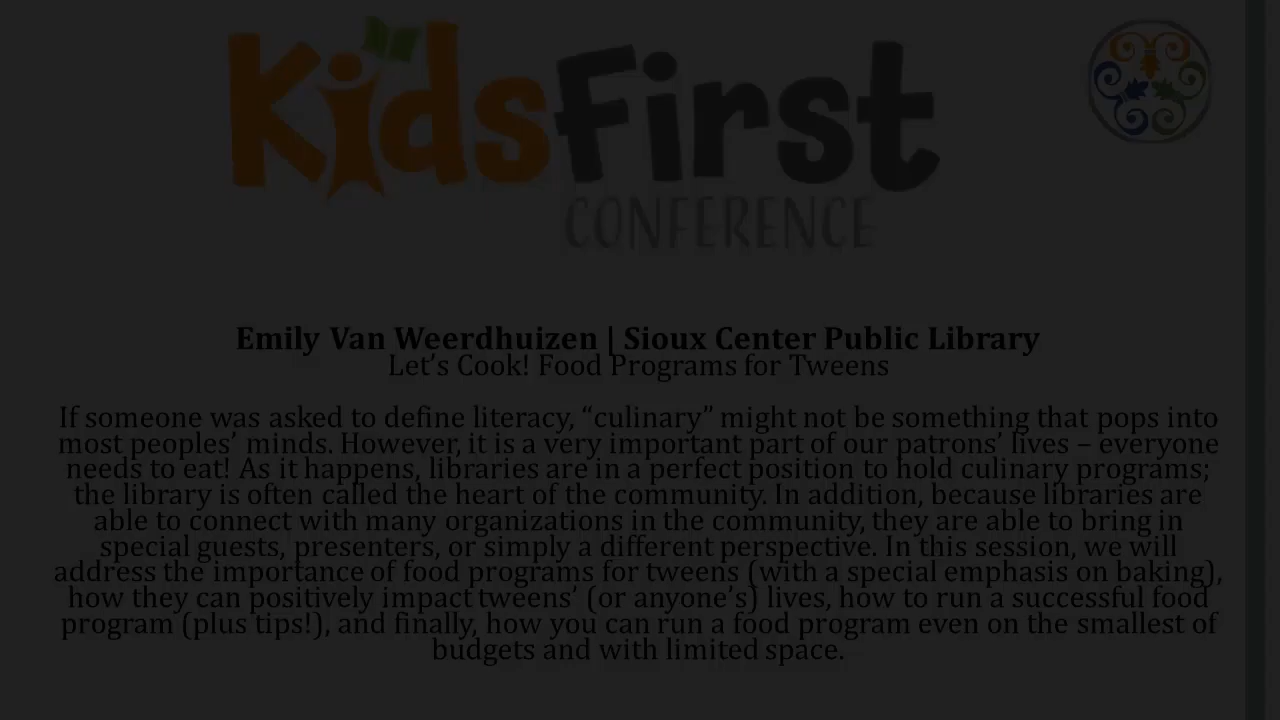 KidsFirst
CONFERENCE
Emily Van Weerdhuizen | Sioux Center Public Library
Let’s Cook! Food Programs for Tweens
If someone was asked to define literacy, “culinary” might not be something that pops into
most peoples’ minds. However, it is a very important part of our patrons’ lives – everyone
needs to eat! As it happens, libraries are in a perfect position to hold culinary programs;
the library is often called the heart of the community. In addition, because libraries are
able to connect with many organizations in the community, they are able to bring in
special guests, presenters, or simply a different perspective. In this session, we will
address the importance of food programs for tweens (with a special emphasis on baking),
how they can positively impact tweens’ (or anyone’s) lives, how to run a successful food
program (plus tips!), and finally, how you can run a food program even on the smallest of
budgets and with limited space.